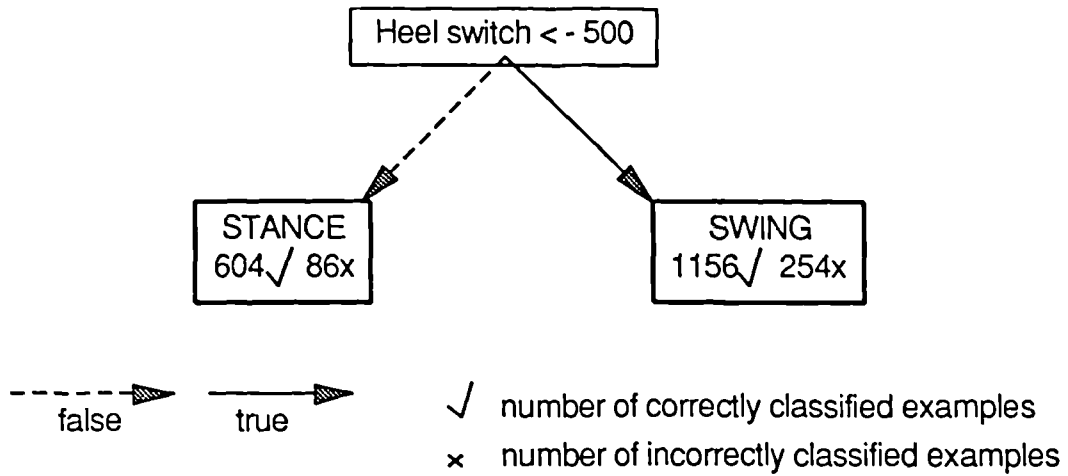 Heel switch < - 500
STANCE
604√ 86x
SWING
1156√ 254x
false
true
√ number of correctly classified examples
x number of incorrectly classified examples